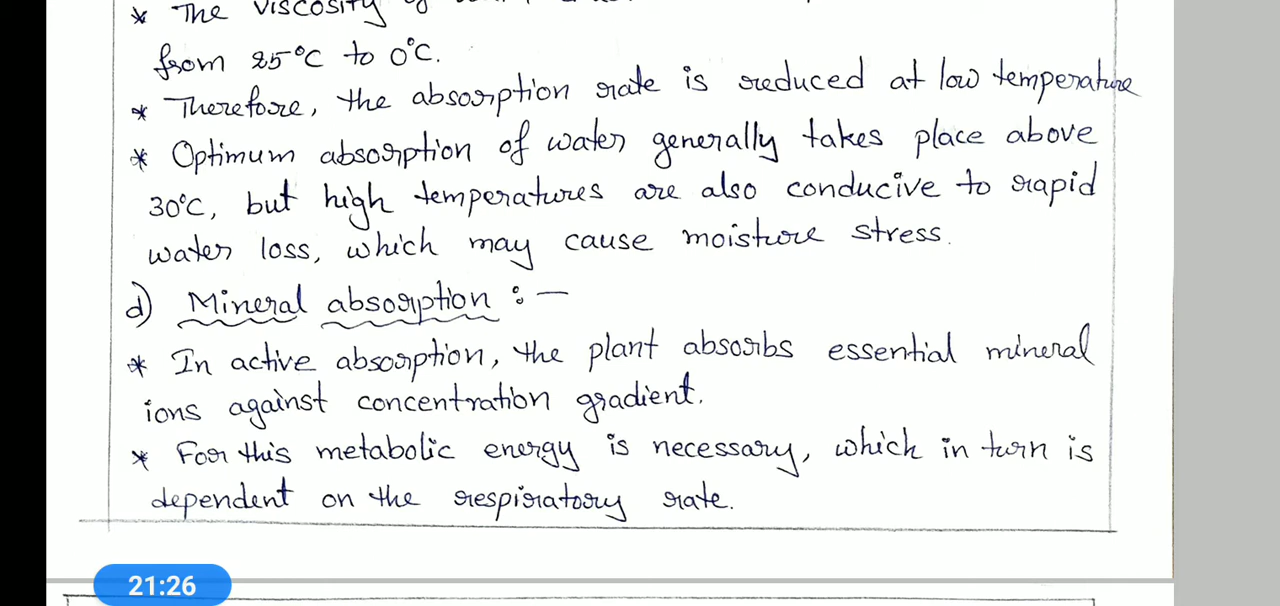 * The viscosity of
from 25°C to 0°C.
* Therefore, the absorption rate is reduced at low temperature
* Optimum absorption of water generally takes place above
30°C, but high temperatures are also conducive to rapid
water loss, which may cause moisture stress.
d) Mineral absorption :—
* In active absorption, the plant absorbs essential mineral
ions against concentration gradient.
* For this metabolic energy is necessary, which in turn is
dependent on the respiratory rate.
21:26